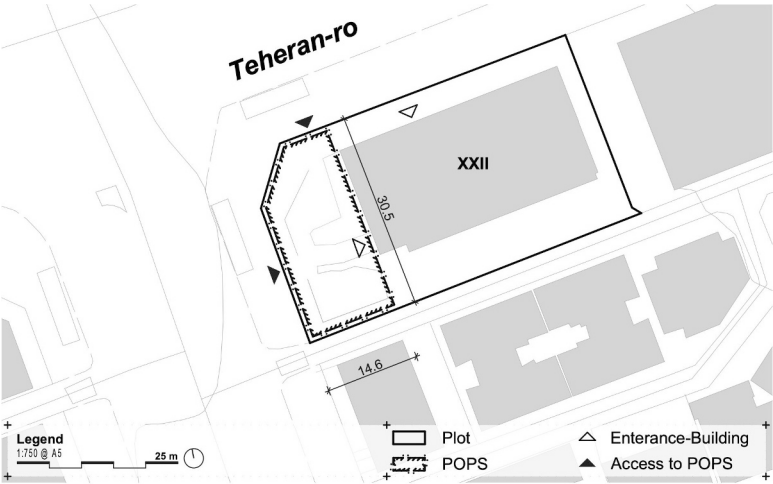 Teheran-ro
XXII
30.5
14.6
Legend
1:750 @ A5
25 m
Plot
POPS
Enterance-Building
Access to POPS